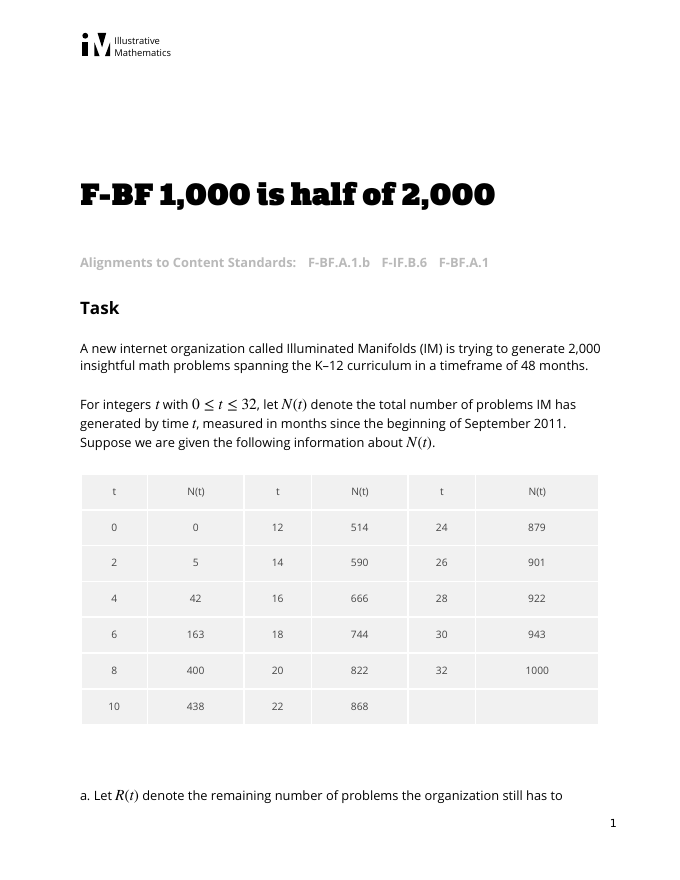 Illustrative
Mathematics
F-BF 1,000 is half of 2,000
Alignments to Content Standards: F-BF.A.1.b F-IF.B.6 F-BF.A.1
Task
A new internet organization called Illuminated Manifolds (IM) is trying to generate 2,000
insightful math problems spanning the K–12 curriculum in a timeframe of 48 months.
For integers t with 0 ≤ t ≤ 32, let N(t) denote the total number of problems IM has
generated by time t, measured in months since the beginning of September 2011.
Suppose we are given the following information about N(t).
t N(t) t N(t) t N(t)
0 0 12 514 24 879
2 5 14 590 26 901
4 42 16 666 28 922
6 163 18 744 30 943
8 400 20 822 32 1000
10 438 22 868
a. Let R(t) denote the remaining number of problems the organization still has to
1